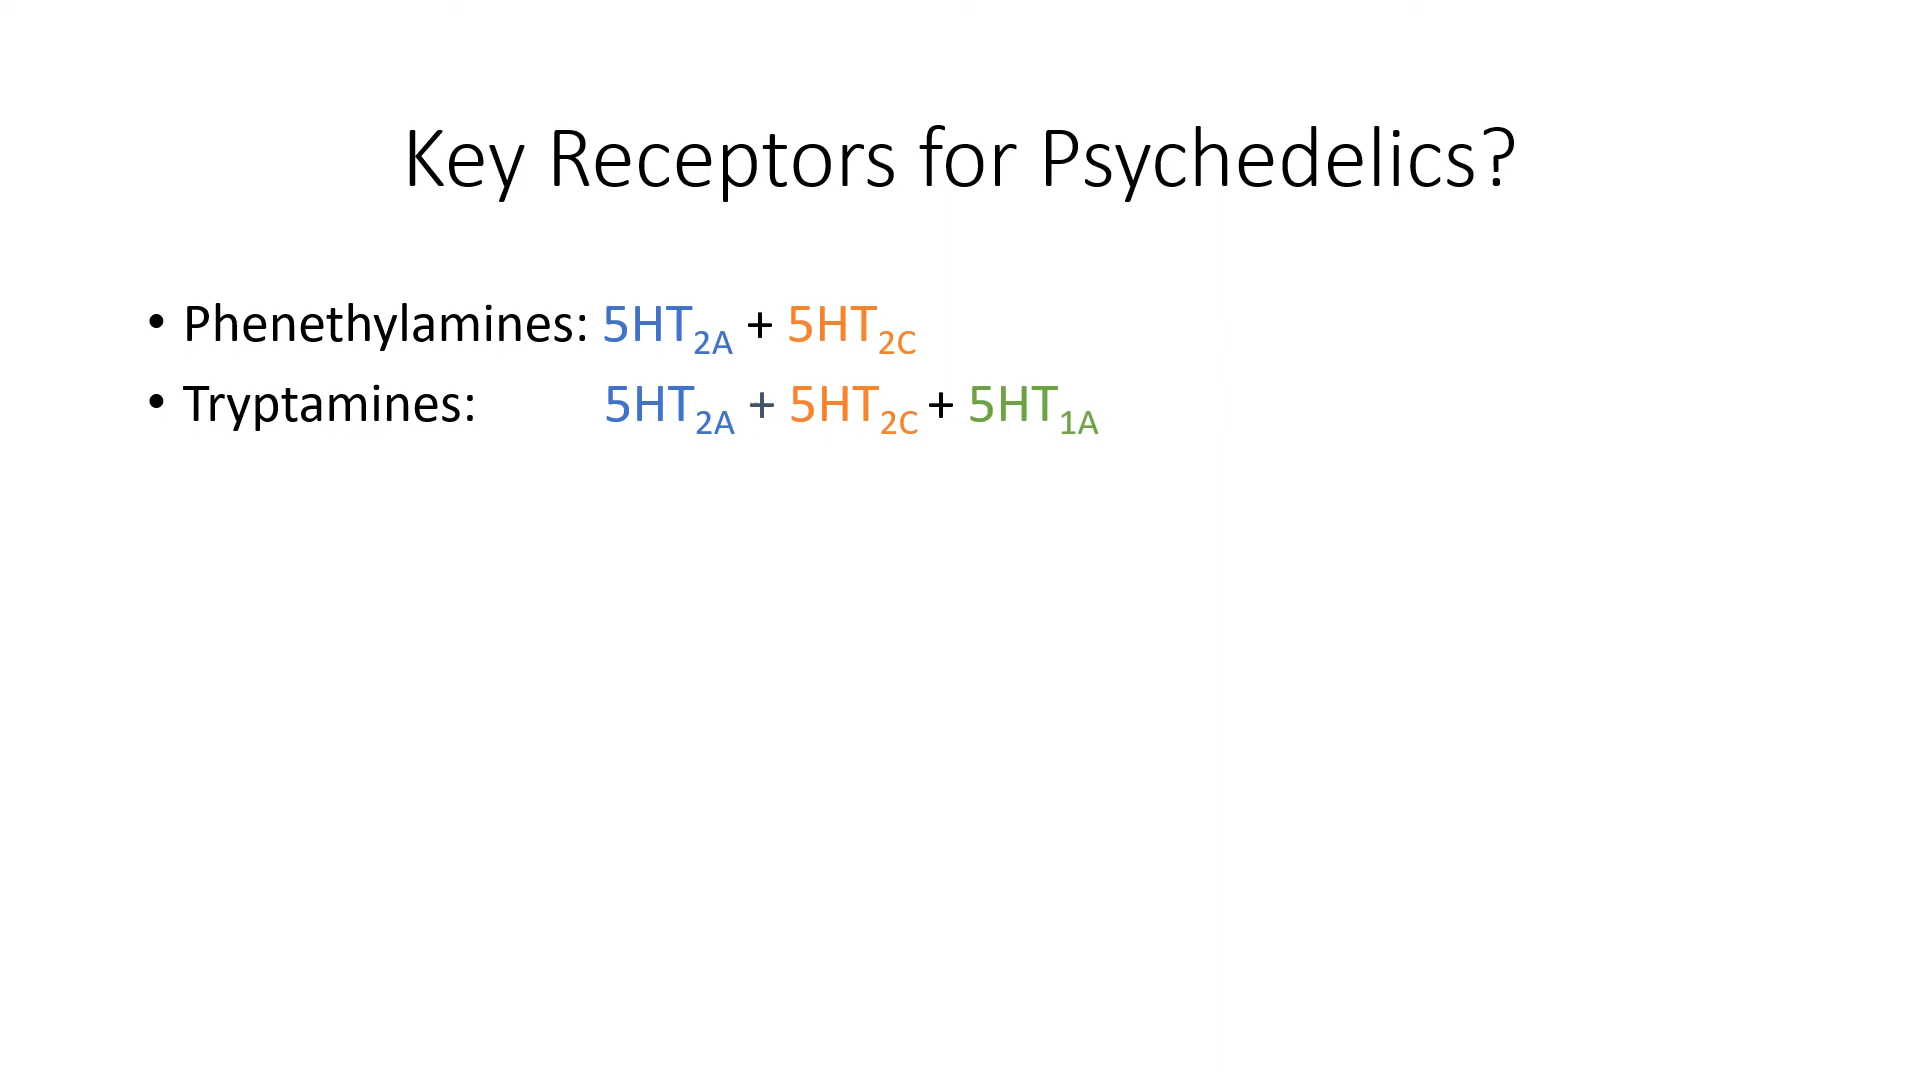 Key Receptors for Psychedelics?
• Phenethylamines: 5HT₂A + 5HT₂C
• Tryptamines: 5HT₂A + 5HT₂C + 5HT₁A